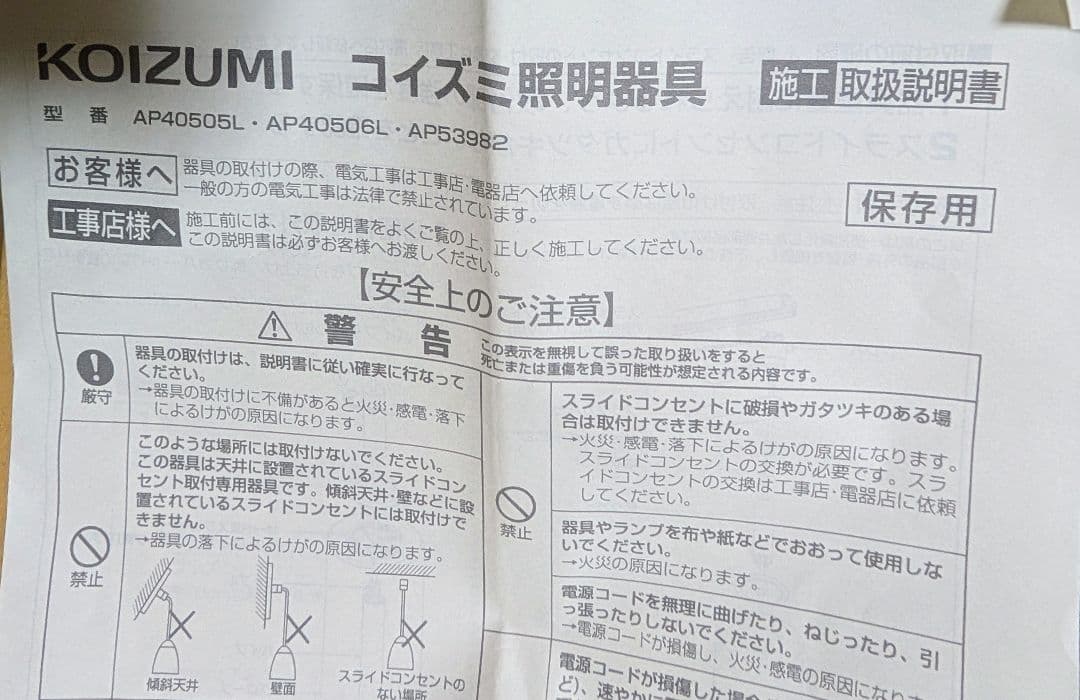 KOIZUMI コイズミ照明器具 施工 取扱説明書
型 番 AP40505L・AP40506L・AP53982
お客様へ 器具の取付けの際、電気工事は工事店・電器店へ依頼してください。
一般の方の電気工事は法律で禁止されています。
保存用
工事店様へ 施工前には、この説明書をよくご覧の上、正しく施工してください。
この説明書は必ずお客様へお渡しください。
【安全上のご注意】
警 告 この表示を無視して誤った取り扱いをすると
死亡または重傷を負う可能性が想定される内容です。
厳守
器具の取付けは、説明書に従い確実に行なって
ください。
→器具の取付けに不備があると火災・感電・落下
によるけがの原因になります。
禁止
このような場所には取付けないでください。
この器具は天井に設置されているスライドコン
セント取付専用器具です。傾斜天井・壁などに設
置されているスライドコンセントには取付けで
きません。
→器具の落下によるけがの原因になります。
傾斜天井
壁面
スライドコンセントの
ない場所
禁止
スライドコンセントに破損やガタツキのある場
合は取付けできません。
→火災・感電・落下によるけがの原因になります。
スライドコンセントの交換が必要です。スラ
イドコンセントの交換は工事店・電器店に依頼
してください。
器具やランプを布や紙などでおおって使用しな
いでください。
→火災の原因になります。
電源コードを無理に曲げたり、ねじったり、引
っ張ったりしないでください。
→電源コードが損傷し、火災・感電の原因になりま
電源コードが損傷した場合
ど)、速やかに